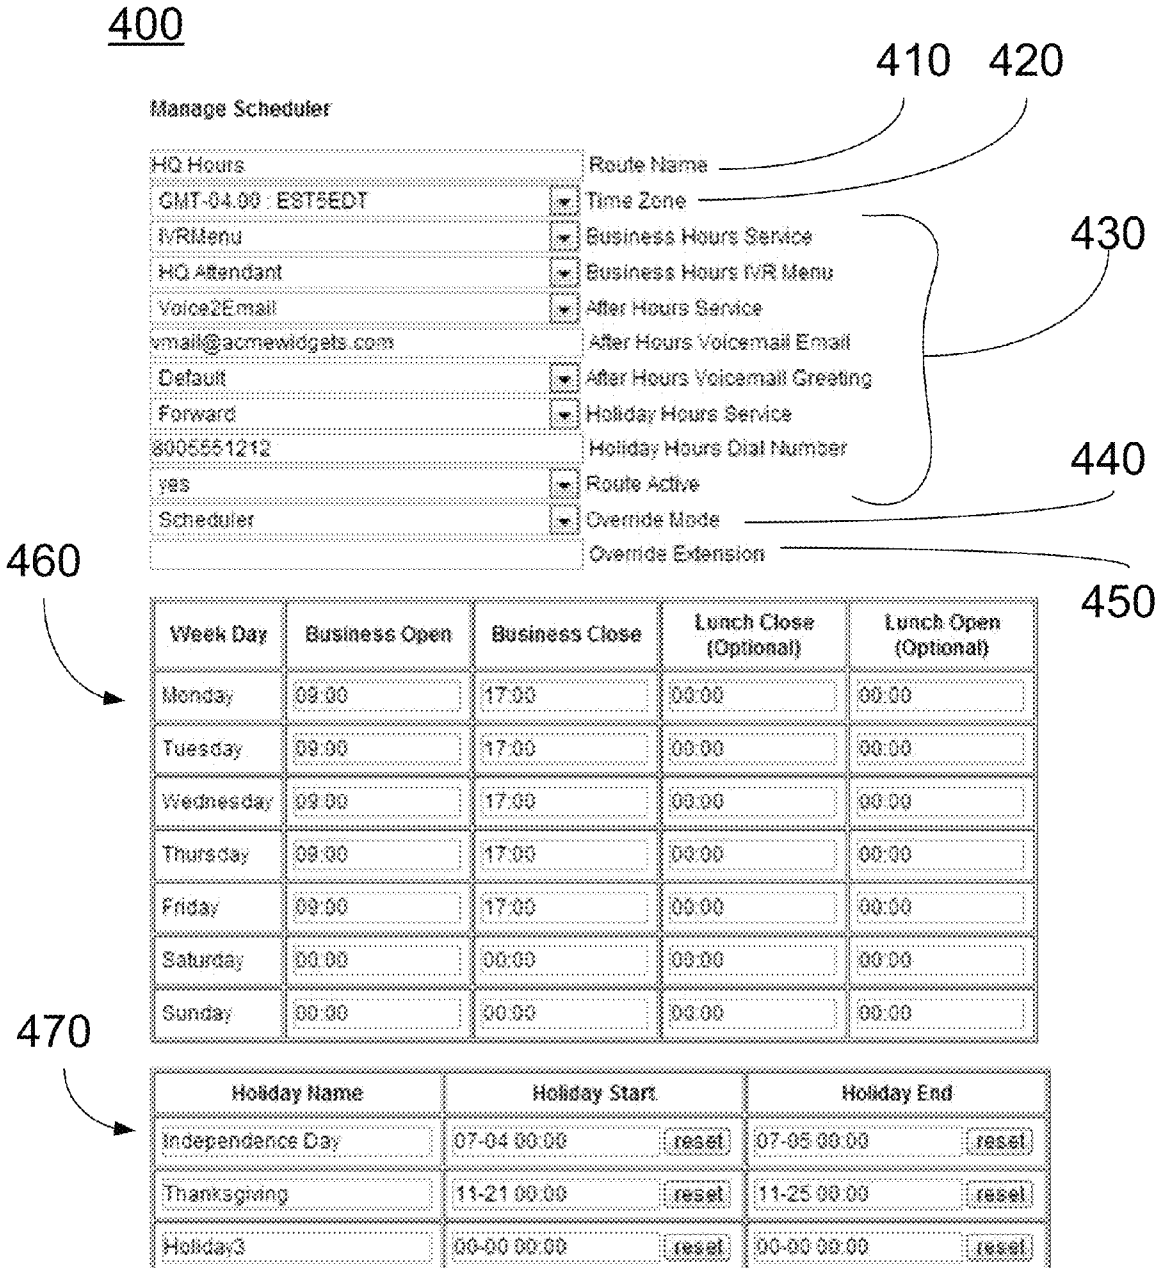 400
410 420
Manage Scheduler
HQ Hours Route Name
GMT-04.00 : EST5EDT Time Zone
IVRMenu Business Hours Service
430
HQ Attendant Business Hours IVR Menu
Voice2Email After Hours Service
vmail@acmewidgets.com After Hours Voicemail Email
Default After Hours Voicemail Greeting
Forward Holiday Hours Service
8005551212 Holiday Hours Dial Number
440
yes Route Active
Scheduler Override Mode
Override Extension
460
450
Week Day Business Open Business Close Lunch Close (Optional) Lunch Open (Optional)
Monday 09:00 17:00 00:00 00:00
Tuesday 09:00 17:00 00:00 00:00
Wednesday 09:00 17:00 00:00 00:00
Thursday 09:00 17:00 00:00 00:00
Friday 09:00 17:00 00:00 00:00
Saturday 00:00 00:00 00:00 00:00
Sunday 00:00 00:00 00:00 00:00
470
Holiday Name Holiday Start Holiday End
Independence Day 07-04 00:00 reset 07-05 00:00 reset
Thanksgiving 11-21 00:00 reset 11-25 00:00 reset
Holiday3 00-00 00:00 reset 00-00 00:00 reset